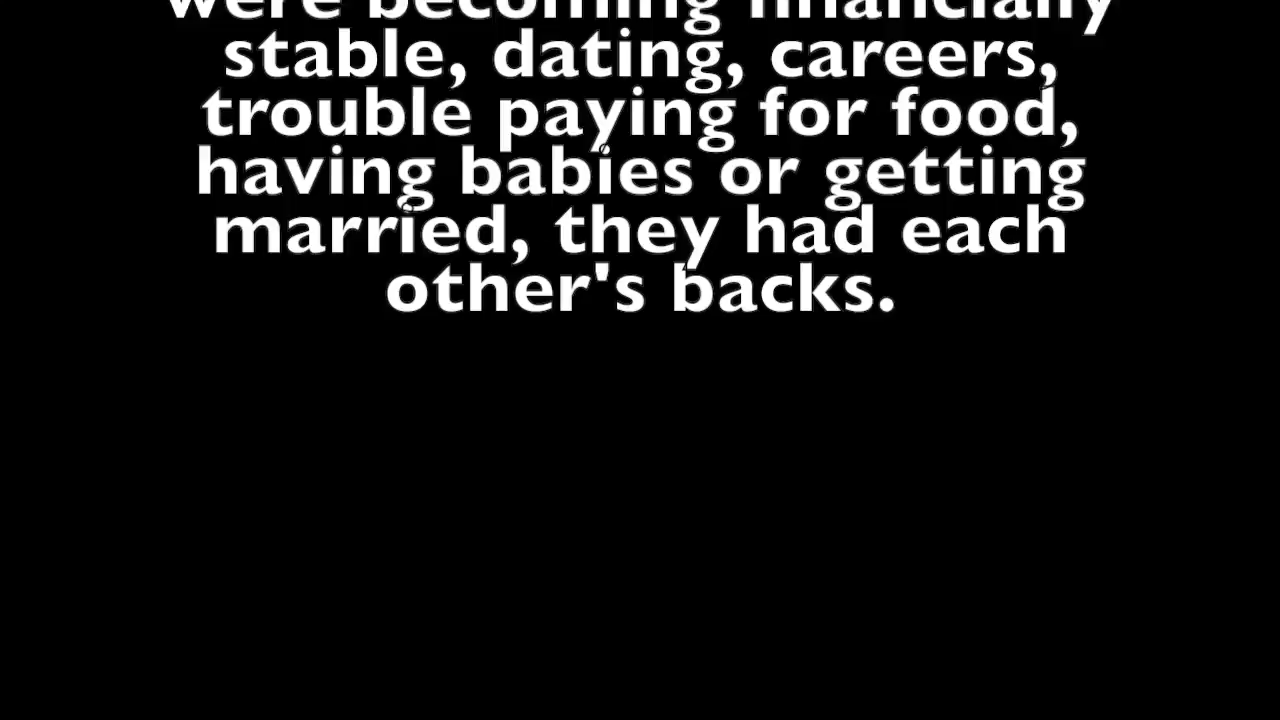 were becoming financially
stable, dating, careers,
trouble paying for food,
having babies or getting
married, they had each
other's backs.